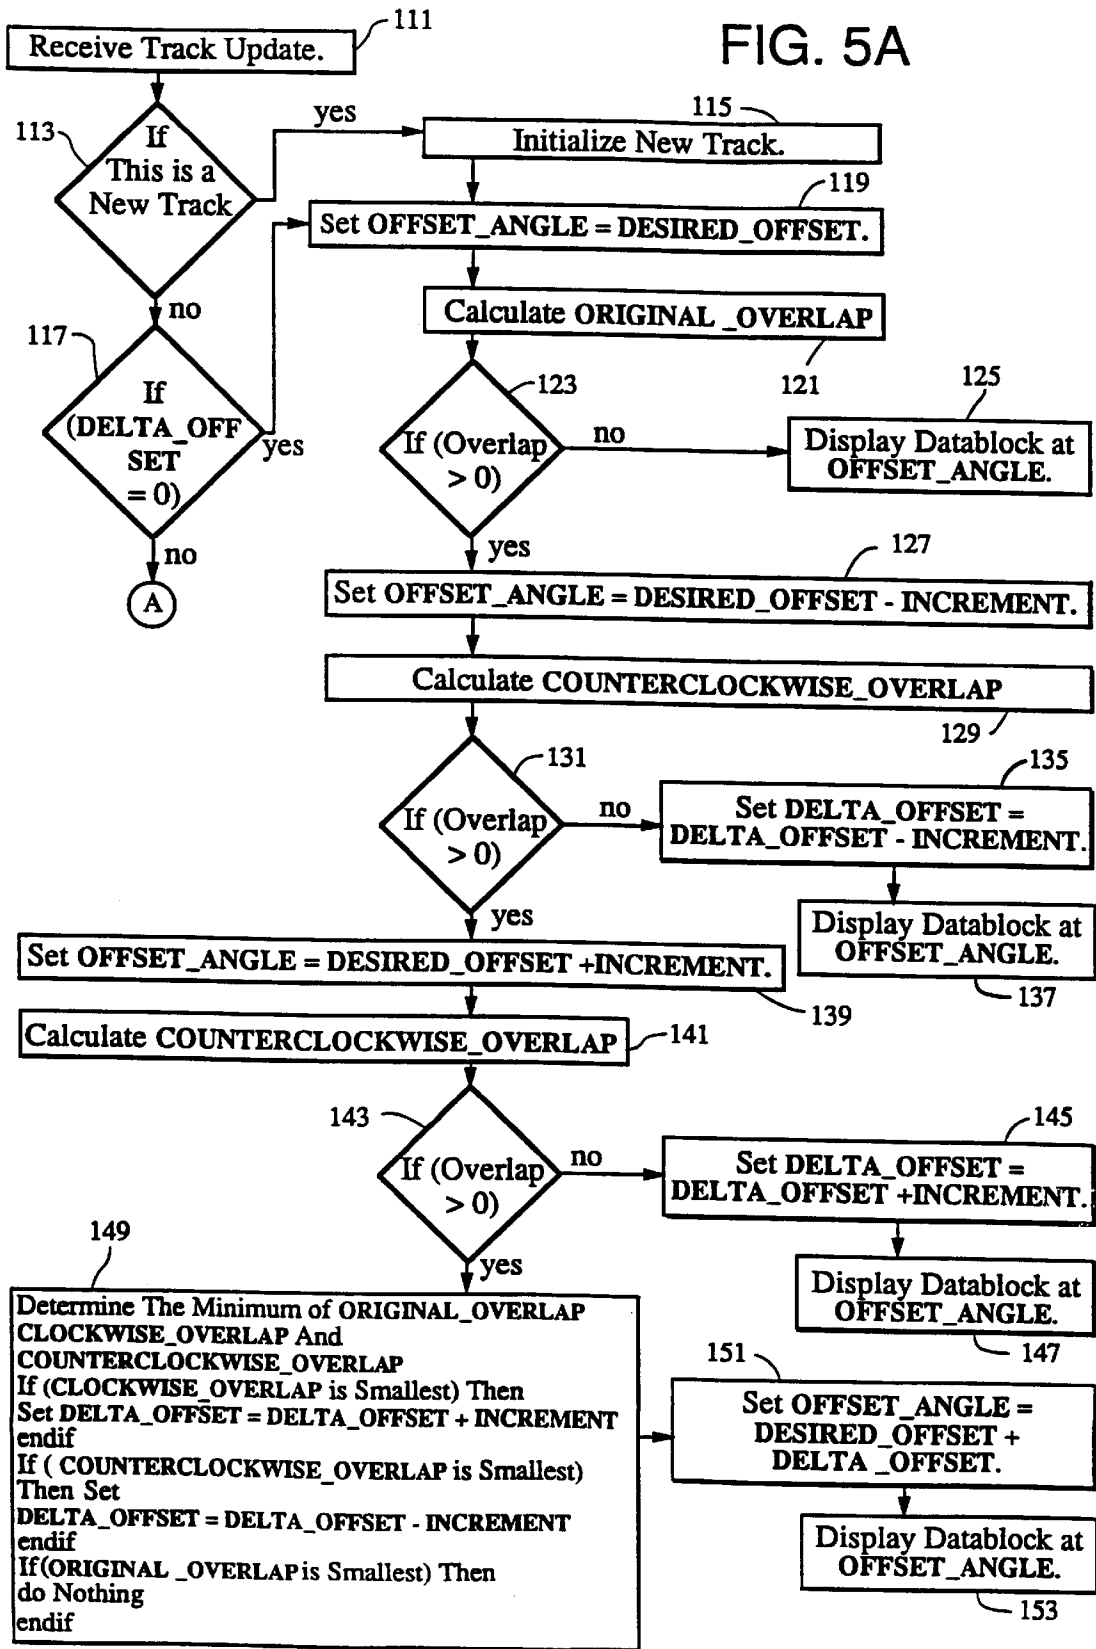 FIG. 5A
111
Receive Track Update.
113
If
This is a
New Track
yes
no
115
Initialize New Track.
119
Set OFFSET_ANGLE = DESIRED_OFFSET.
117
If
(DELTA_OFF
SET
= 0)
yes
no
A
Calculate ORIGINAL _OVERLAP
121
123
If (Overlap
> 0)
no
yes
125
Display Datablock at
OFFSET_ANGLE.
127
Set OFFSET_ANGLE = DESIRED_OFFSET - INCREMENT.
Calculate COUNTERCLOCKWISE_OVERLAP
129
131
If (Overlap
> 0)
no
yes
135
Set DELTA_OFFSET =
DELTA_OFFSET - INCREMENT.
Display Datablock at
OFFSET_ANGLE.
137
Set OFFSET_ANGLE = DESIRED_OFFSET +INCREMENT.
139
Calculate COUNTERCLOCKWISE_OVERLAP
141
143
If (Overlap
> 0)
no
yes
145
Set DELTA_OFFSET =
DELTA_OFFSET +INCREMENT.
Display Datablock at
OFFSET_ANGLE.
147
149
Determine The Minimum of ORIGINAL_OVERLAP
CLOCKWISE_OVERLAP And
COUNTERCLOCKWISE_OVERLAP
If (CLOCKWISE_OVERLAP is Smallest) Then
Set DELTA_OFFSET = DELTA_OFFSET + INCREMENT
endif
If ( COUNTERCLOCKWISE_OVERLAP is Smallest)
Then Set
DELTA_OFFSET = DELTA_OFFSET - INCREMENT
endif
If (ORIGINAL _OVERLAP is Smallest) Then
do Nothing
endif
151
Set OFFSET_ANGLE =
DESIRED_OFFSET +
DELTA _OFFSET.
Display Datablock at
OFFSET_ANGLE.
153